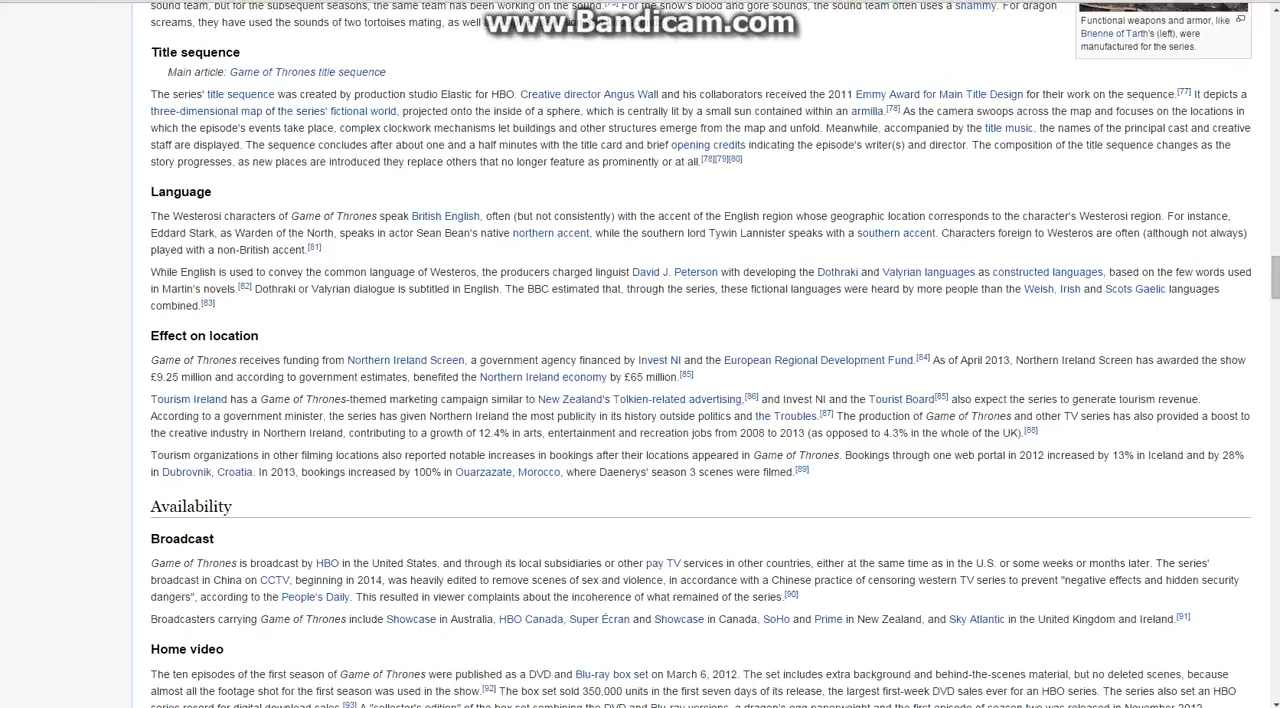 sound team, but for the subsequent seasons, the same team has been working on the sound. For the show's blood and gore sounds, the sound team often uses a shammy. For dragon
screams, they have used the sounds of two tortoises mating, as well
www.Bandicam.com
Functional weapons and armor, like
Brienne of Tarth's (left), were
manufactured for the series.
Title sequence
Main article: Game of Thrones title sequence
The series' title sequence was created by production studio Elastic for HBO. Creative director Angus Wall and his collaborators received the 2011 Emmy Award for Main Title Design for their work on the sequence.[77] It depicts a
three-dimensional map of the series' fictional world, projected onto the inside of a sphere, which is centrally lit by a small sun contained within an armilla.[78] As the camera swoops across the map and focuses on the locations in
which the episode's events take place, complex clockwork mechanisms let buildings and other structures emerge from the map and unfold. Meanwhile, accompanied by the title music, the names of the principal cast and creative
staff are displayed. The sequence concludes after about one and a half minutes with the title card and brief opening credits indicating the episode's writer(s) and director. The composition of the title sequence changes as the
story progresses, as new places are introduced they replace others that no longer feature as prominently or at all.[78][79][80]
Language
The Westerosi characters of Game of Thrones speak British English, often (but not consistently) with the accent of the English region whose geographic location corresponds to the character's Westerosi region. For instance,
Eddard Stark, as Warden of the North, speaks in actor Sean Bean's native northern accent, while the southern lord Tywin Lannister speaks with a southern accent. Characters foreign to Westeros are often (although not always)
played with a non-British accent.[81]
While English is used to convey the common language of Westeros, the producers charged linguist David J. Peterson with developing the Dothraki and Valyrian languages as constructed languages, based on the few words used
in Martin's novels.[82] Dothraki or Valyrian dialogue is subtitled in English. The BBC estimated that, through the series, these fictional languages were heard by more people than the Welsh, Irish and Scots Gaelic languages
combined.[83]
Effect on location
Game of Thrones receives funding from Northern Ireland Screen, a government agency financed by Invest NI and the European Regional Development Fund.[84] As of April 2013, Northern Ireland Screen has awarded the show
£9.25 million and according to government estimates, benefited the Northern Ireland economy by £65 million.[85]
Tourism Ireland has a Game of Thrones-themed marketing campaign similar to New Zealand's Tolkien-related advertising,[86] and Invest NI and the Tourist Board[85] also expect the series to generate tourism revenue.
According to a government minister, the series has given Northern Ireland the most publicity in its history outside politics and the Troubles.[87] The production of Game of Thrones and other TV series has also provided a boost to
the creative industry in Northern Ireland, contributing to a growth of 12.4% in arts, entertainment and recreation jobs from 2008 to 2013 (as opposed to 4.3% in the whole of the UK).[88]
Tourism organizations in other filming locations also reported notable increases in bookings after their locations appeared in Game of Thrones. Bookings through one web portal in 2012 increased by 13% in Iceland and by 28%
in Dubrovnik, Croatia. In 2013, bookings increased by 100% in Ouarzazate, Morocco, where Daenerys' season 3 scenes were filmed.[89]
Availability
Broadcast
Game of Thrones is broadcast by HBO in the United States, and through its local subsidiaries or other pay TV services in other countries, either at the same time as in the U.S. or some weeks or months later. The series'
broadcast in China on CCTV, beginning in 2014, was heavily edited to remove scenes of sex and violence, in accordance with a Chinese practice of censoring western TV series to prevent "negative effects and hidden security
dangers", according to the People's Daily. This resulted in viewer complaints about the incoherence of what remained of the series.[90]
Broadcasters carrying Game of Thrones include Showcase in Australia, HBO Canada, Super Écran and Showcase in Canada, SoHo and Prime in New Zealand, and Sky Atlantic in the United Kingdom and Ireland.[91]
Home video
The ten episodes of the first season of Game of Thrones were published as a DVD and Blu-ray box set on March 6, 2012. The set includes extra background and behind-the-scenes material, but no deleted scenes, because
almost all the footage shot for the first season was used in the show.[92] The box set sold 350,000 units in the first seven days of its release, the largest first-week DVD sales ever for an HBO series. The series also set an HBO
series record for digital download sales.[93] A "collector's edition" of the box set combining the DVD and Blu-ray versions, a dragon's egg paperweight and the first episode of season two was released in November 2012.